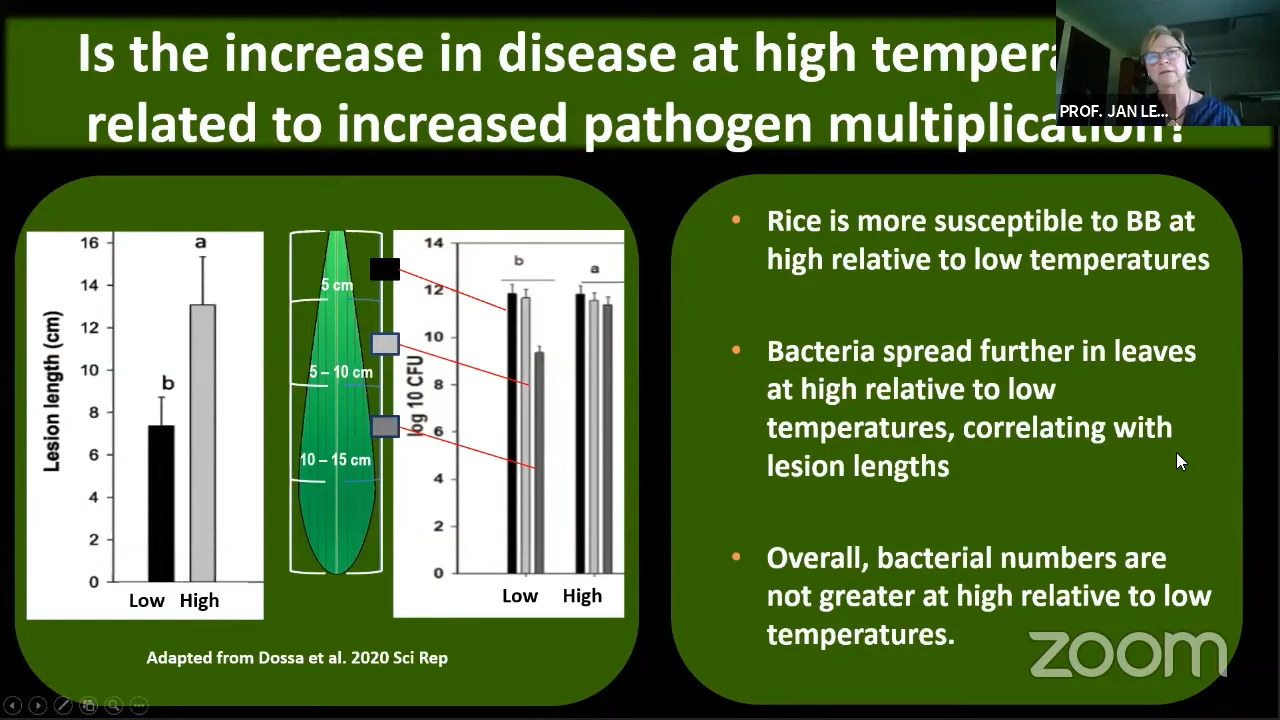 Is the increase in disease at high tempera
related to increased pathogen multiplication?
PROF. JAN LE...
16
14
12
10
8
6
4
2
0
Lesion length (cm)
b
a
Low High
5 cm
5 – 10 cm
10 – 15 cm
14
12
10
8
6
4
2
0
log 10 CFU
b
a
Low High
Adapted from Dossa et al. 2020 Sci Rep
• Rice is more susceptible to BB at
high relative to low temperatures
• Bacteria spread further in leaves
at high relative to low
temperatures, correlating with
lesion lengths
• Overall, bacterial numbers are
not greater at high relative to low
temperatures.
zoom